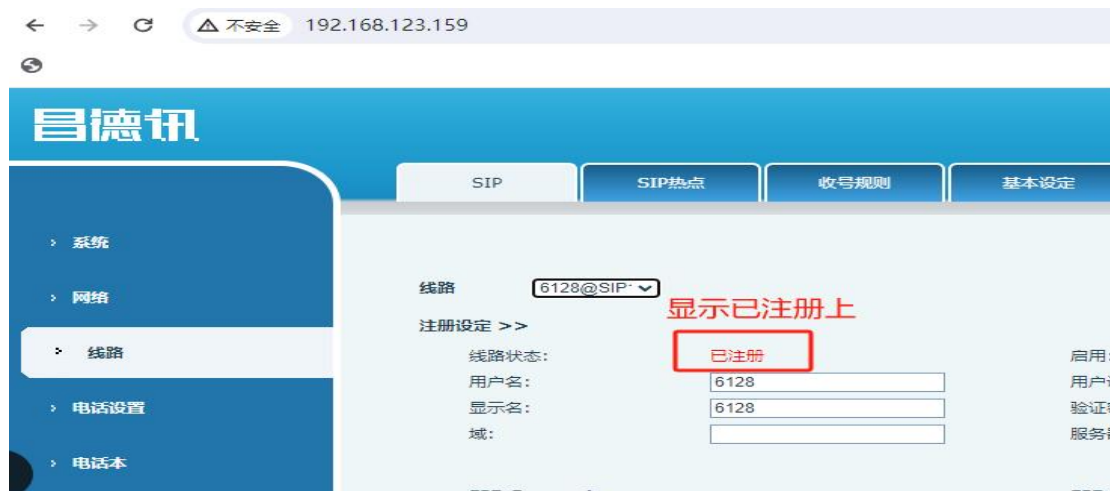 不安全 192.168.123.159
昌德讯
SIP SIP热点 收号规则 基本设定
› 系统
› 网络
› 线路
› 电话设置
› 电话本
线路 6128@SIP
显示已注册上
注册设定 >>
线路状态: 已注册 启用:
用户名: 6128 用户
显示名: 6128 验证
域: 服务